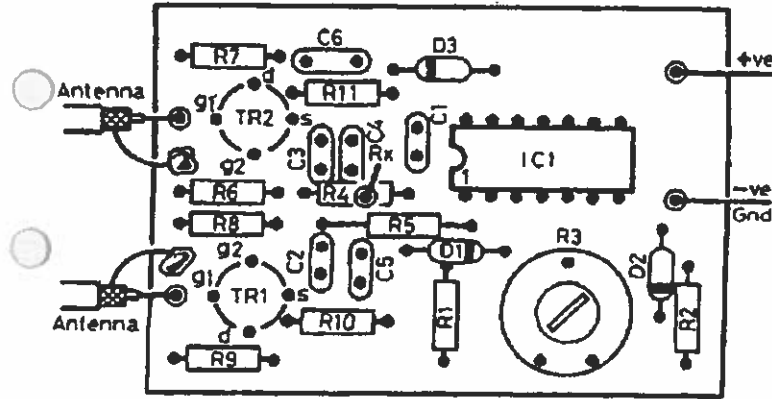 C6
R7
D3
+ve
Antenna
d
R11
g1
TR2
s
C1
C4
C3
IC1
1
g2
Rx
R6
R4
-ve
Gnd
R8
R5
R3
g2
C2
D1
C5
D2
g1
TR1
s
Antenna
R10
R1
R2
d
R9